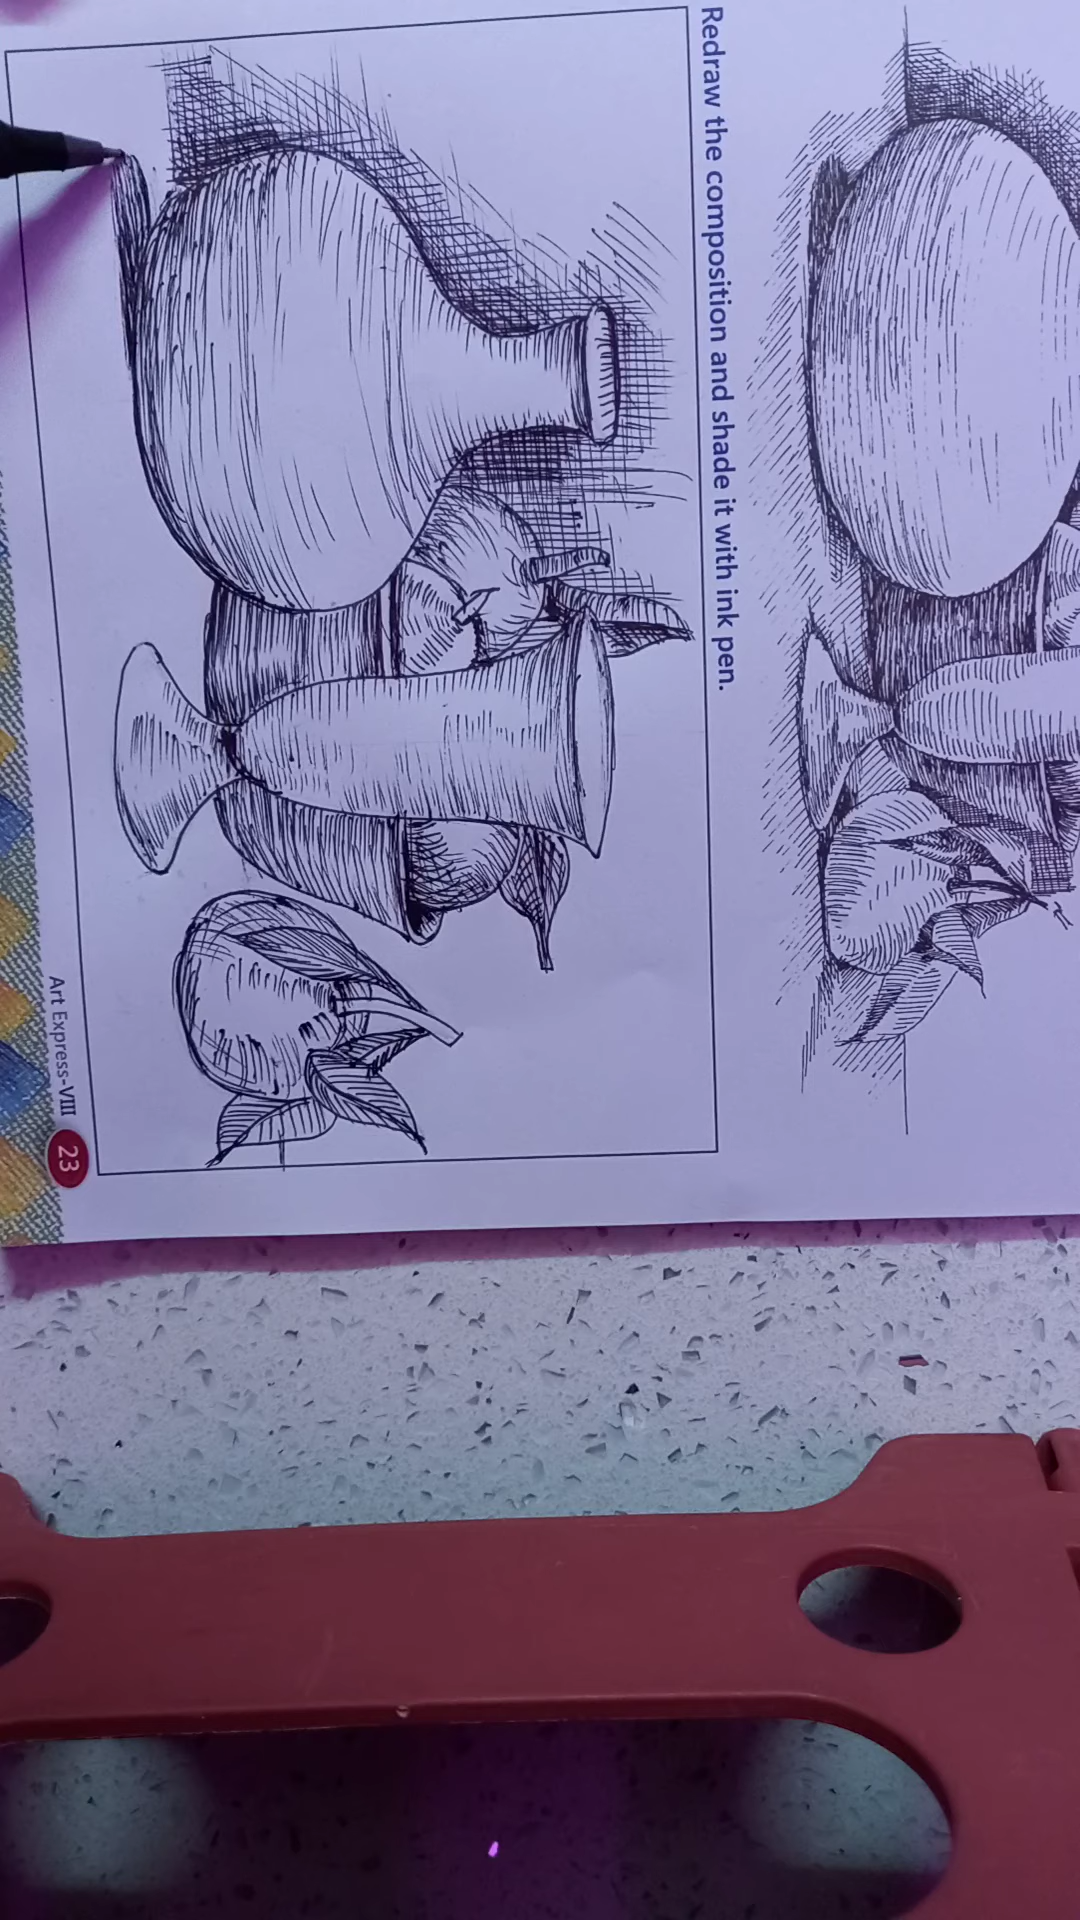 Redraw the composition and shade it with ink pen.
Art Express-VIII 23